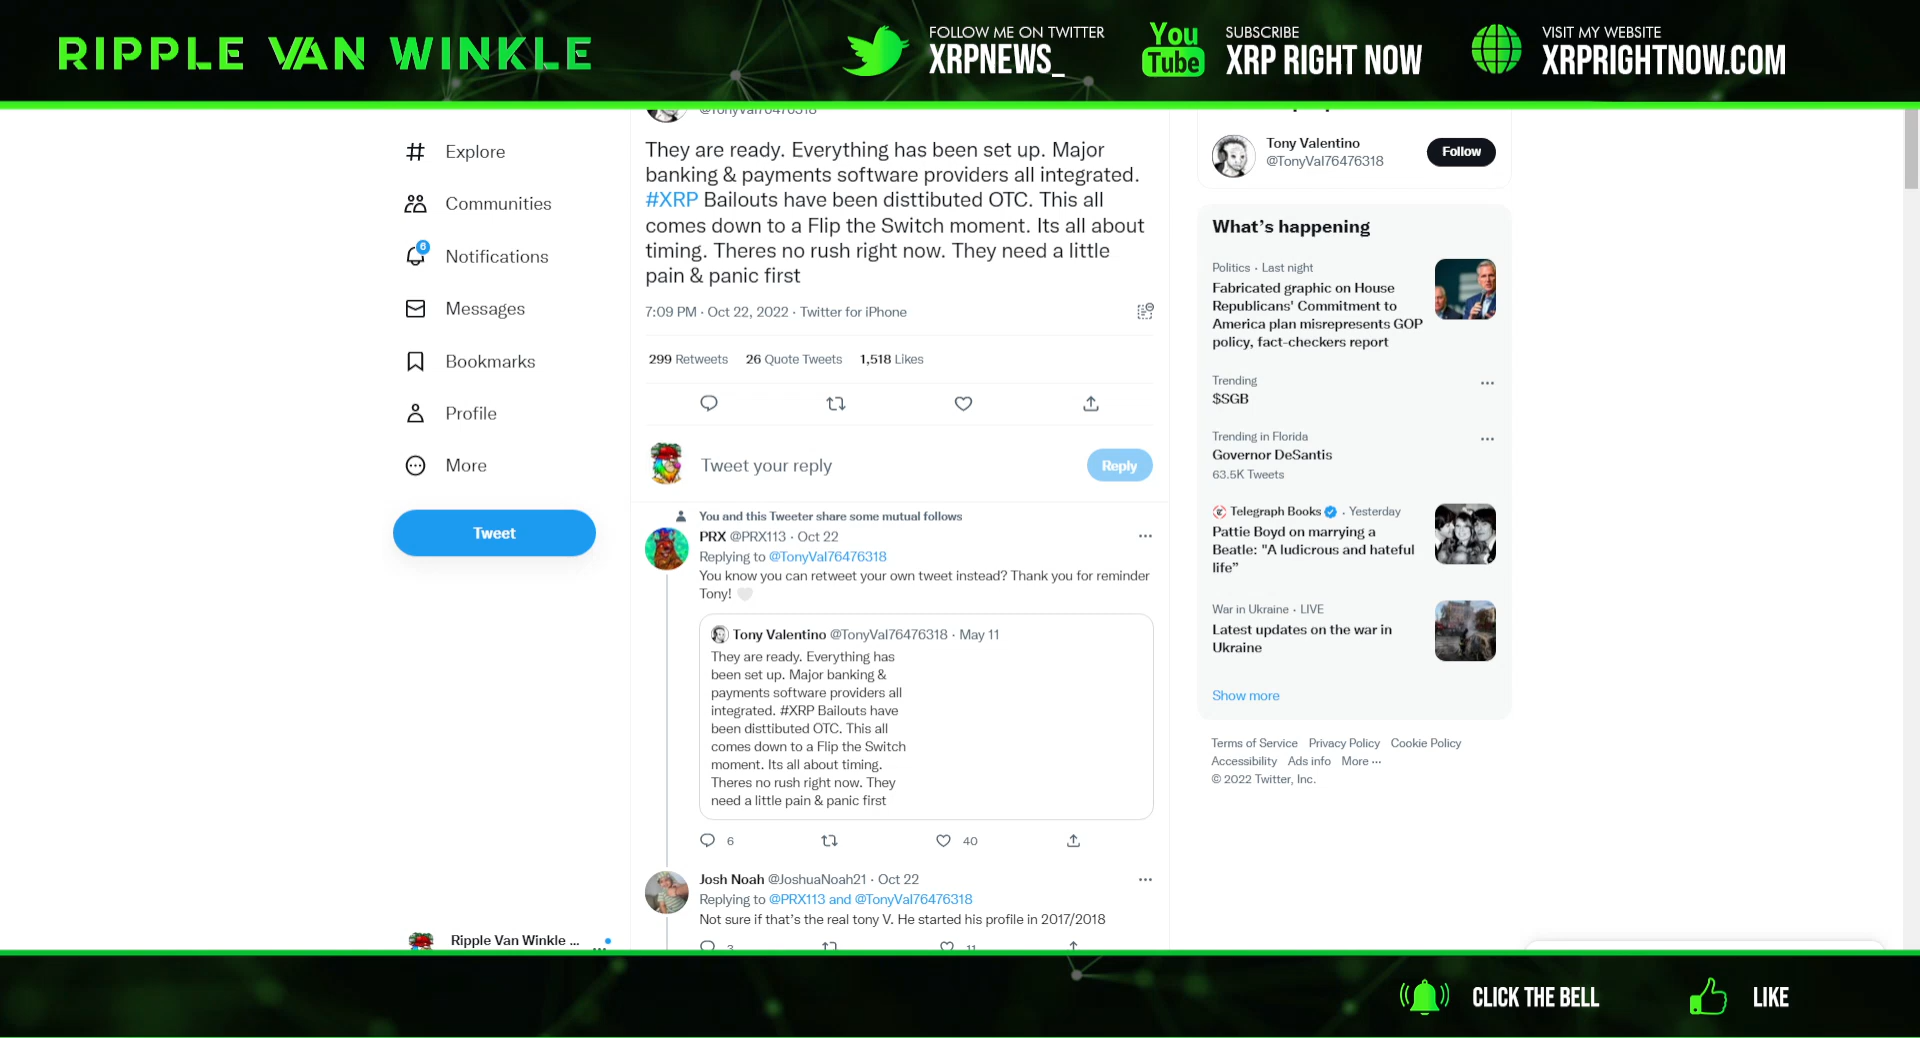 RIPPLE VAN WINKLE
FOLLOW ME ON TWITTER
XRPNEWS_
You
Tube
SUBSCRIBE
XRP RIGHT NOW
VISIT MY WEBSITE
XRPRIGHTNOW.COM
Explore
Communities
6
Notifications
Messages
Bookmarks
Profile
More
Tweet
Ripple Van Winkle ...
@TonyVal76476318
They are ready. Everything has been set up. Major
banking & payments software providers all integrated.
#XRP Bailouts have been disttibuted OTC. This all
comes down to a Flip the Switch moment. Its all about
timing. Theres no rush right now. They need a little
pain & panic first
7:09 PM · Oct 22, 2022 · Twitter for iPhone
299 Retweets 26 Quote Tweets 1,518 Likes
Tweet your reply
Reply
You and this Tweeter share some mutual follows
PRX @PRX113 · Oct 22
Replying to @TonyVal76476318
You know you can retweet your own tweet instead? Thank you for reminder
Tony! 🤍
Tony Valentino @TonyVal76476318 · May 11
They are ready. Everything has
been set up. Major banking &
payments software providers all
integrated. #XRP Bailouts have
been disttibuted OTC. This all
comes down to a Flip the Switch
moment. Its all about timing.
Theres no rush right now. They
need a little pain & panic first
6 40
Josh Noah @JoshuaNoah21 · Oct 22
Replying to @PRX113 and @TonyVal76476318
Not sure if that's the real tony V. He started his profile in 2017/2018
3 11
Tony Valentino
@TonyVal76476318
Follow
What's happening
Politics · Last night
Fabricated graphic on House
Republicans' Commitment to
America plan misrepresents GOP
policy, fact-checkers report
Trending
$SGB
Trending in Florida
Governor DeSantis
63.5K Tweets
Telegraph Books · Yesterday
Pattie Boyd on marrying a
Beatle: "A ludicrous and hateful
life”
War in Ukraine · LIVE
Latest updates on the war in
Ukraine
Show more
Terms of Service Privacy Policy Cookie Policy
Accessibility Ads info More ···
© 2022 Twitter, Inc.
CLICK THE BELL
LIKE